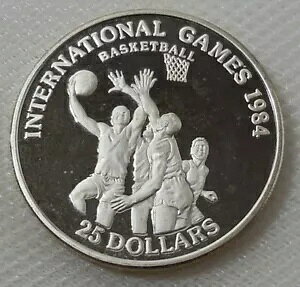 INTERNATIONAL GAMES 1984
BASKETBALL
25 DOLLARS